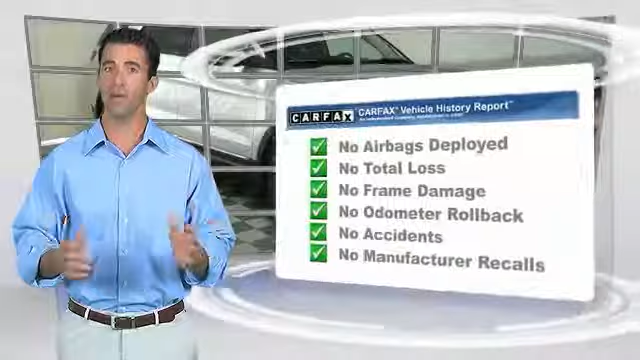 CARFAX CARFAX Vehicle History Report™
No Airbags Deployed
No Total Loss
No Frame Damage
No Odometer Rollback
No Accidents
No Manufacturer Recalls